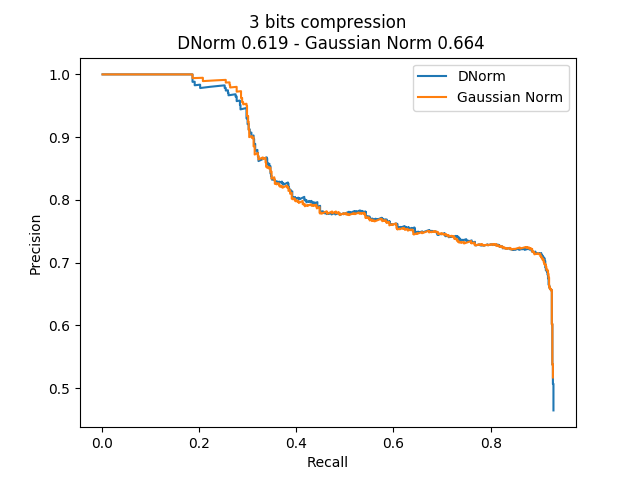 3 bits compression
DNorm 0.619 - Gaussian Norm 0.664
DNorm
Gaussian Norm
1.0
0.9
0.8
0.7
0.6
0.5
Precision
0.0
0.2
0.4
0.6
0.8
Recall